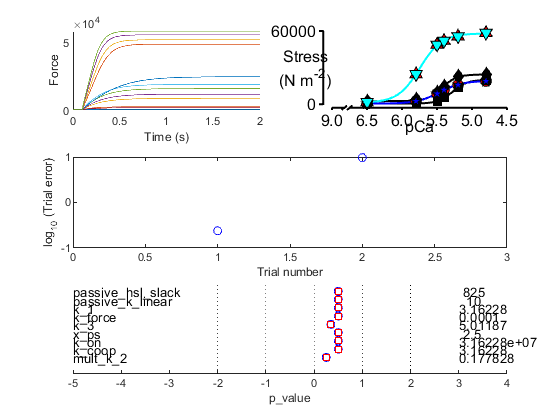 ×10^4
5
0
Force
0 0.5 1 1.5 2
Time (s)
60000
Stress
(N m^-2)
0
9.0 6.5 6.0 5.5 5.0 4.5
pCa
1
0
-1
log_10 (Trial error)
0 0.5 1 1.5 2 2.5 3
Trial number
passive_hsl_slack 825
passive_k_linear 10
k_1 3.16228
k_force 0.0001
k_3 5.01187
x_ps 2.5
k_on 3.16228e+07
k_coop 3.16228
mult_k_2 0.177828
-5 -4 -3 -2 -1 0 1 2 3 4
p_value